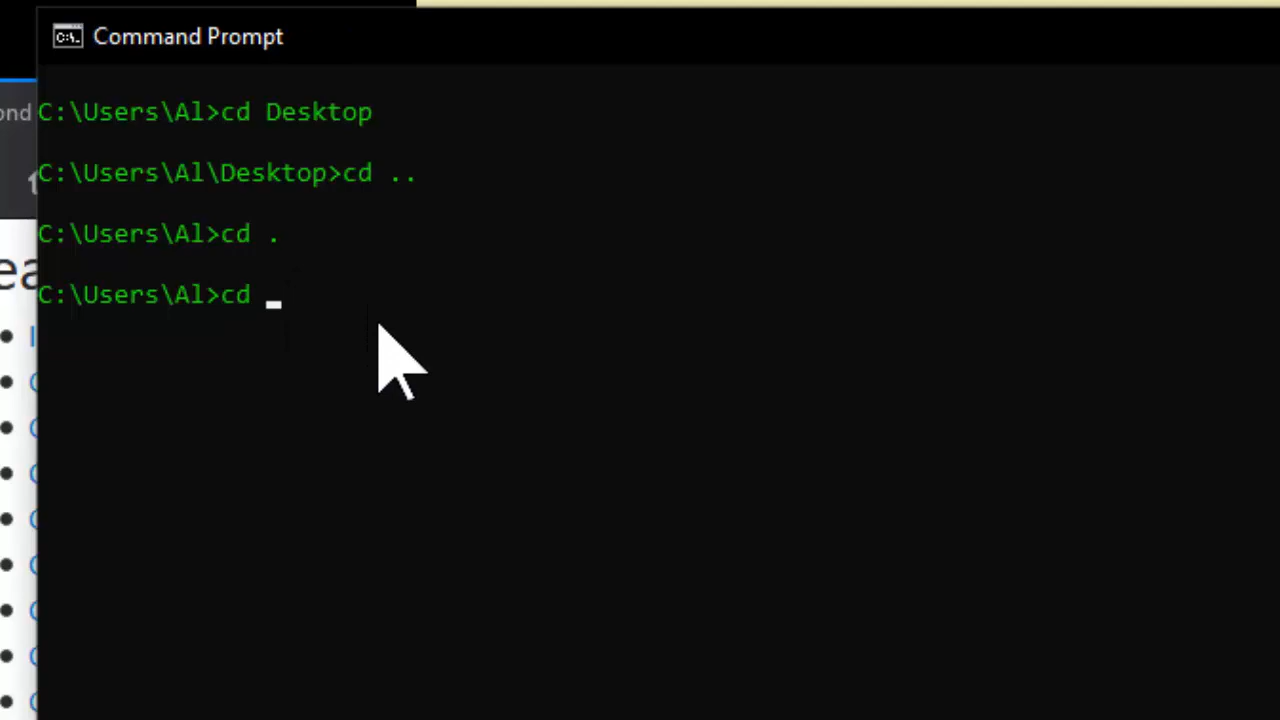 Command Prompt
C:\Users\Al>cd Desktop
C:\Users\Al\Desktop>cd ..
C:\Users\Al>cd .
C:\Users\Al>cd